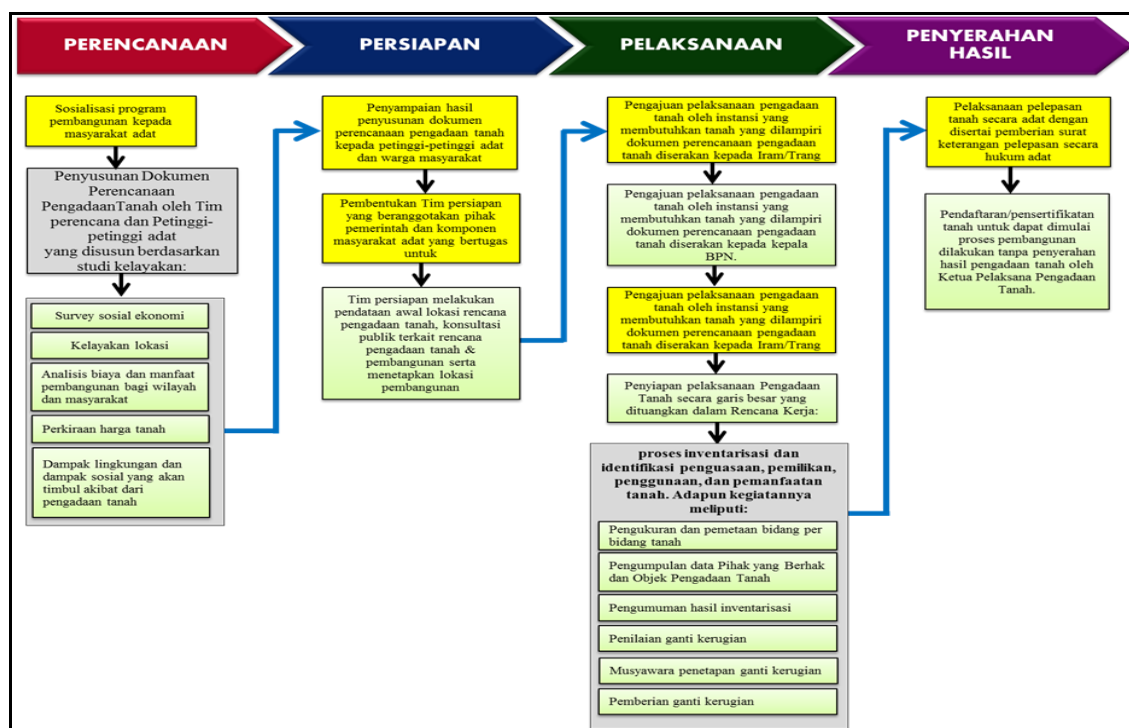 PERENCANAAN
PERSIAPAN
PELAKSANAAN
PENYERAHAN
HASIL
Sosialisasi program
pembangunan kepada
masyarakat adat
Penyusunan Dokumen
Perencanaan
PengadaanTanah oleh Tim
perencana dan Petinggi-
petinggi adat
yang disusun berdasarkan
studi kelayakan:
Survey sosial ekonomi
Kelayakan lokasi
Analisis biaya dan manfaat
pembangunan bagi wilayah
dan masyarakat
Perkiraan harga tanah
Dampak lingkungan dan
dampak sosial yang akan
timbul akibat dari
pengadaan tanah
Penyampaian hasil
penyusunan dokumen
perencanaan pengadaan tanah
kepada petinggi-petinggi adat
dan warga masyarakat
Pembentukan Tim persiapan
yang beranggotakan pihak
pemerintah dan komponen
masyarakat adat yang bertugas
untuk
Tim persiapan melakukan
pendataan awal lokasi rencana
pengadaan tanah, konsultasi
publik terkait rencana
pengadaan tanah &
pembangunan serta
menetapkan lokasi
pembangunan
Pengajuan pelaksanaan pengadaan
tanah oleh instansi yang
membutuhkan tanah yang dilampiri
dokumen perencanaan pengadaan
tanah diserakan kepada Iram/Trang
Pengajuan pelaksanaan pengadaan
tanah oleh instansi yang
membutuhkan tanah yang dilampiri
dokumen perencanaan pengadaan
tanah diserakan kepada kepala
BPN.
Pengajuan pelaksanaan pengadaan
tanah oleh instansi yang
membutuhkan tanah yang dilampiri
dokumen perencanaan pengadaan
tanah diserakan kepada Iram/Trang
Penyiapan pelaksanaan Pengadaan
Tanah secara garis besar yang
dituangkan dalam Rencana Kerja:
proses inventarisasi dan
identifikasi penguasaan, pemilikan,
penggunaan, dan pemanfaatan
tanah. Adapun kegiatannya
meliputi:
Pengukuran dan pemetaan bidang per
bidang tanah
Pengumpulan data Pihak yang Berhak
dan Objek Pengadaan Tanah
Pengumuman hasil inventarisasi
Penilaian ganti kerugian
Musyawara penetapan ganti kerugian
Pemberian ganti kerugian
Pelaksanaan pelepasan
tanah secara adat dengan
disertai pemberian surat
keterangan pelepasan secara
hukum adat
Pendaftaran/pensertifikatan
tanah untuk dapat dimulai
proses pembangunan
dilakukan tanpa penyerahan
hasil pengadaan tanah oleh
Ketua Pelaksana Pengadaan
Tanah.